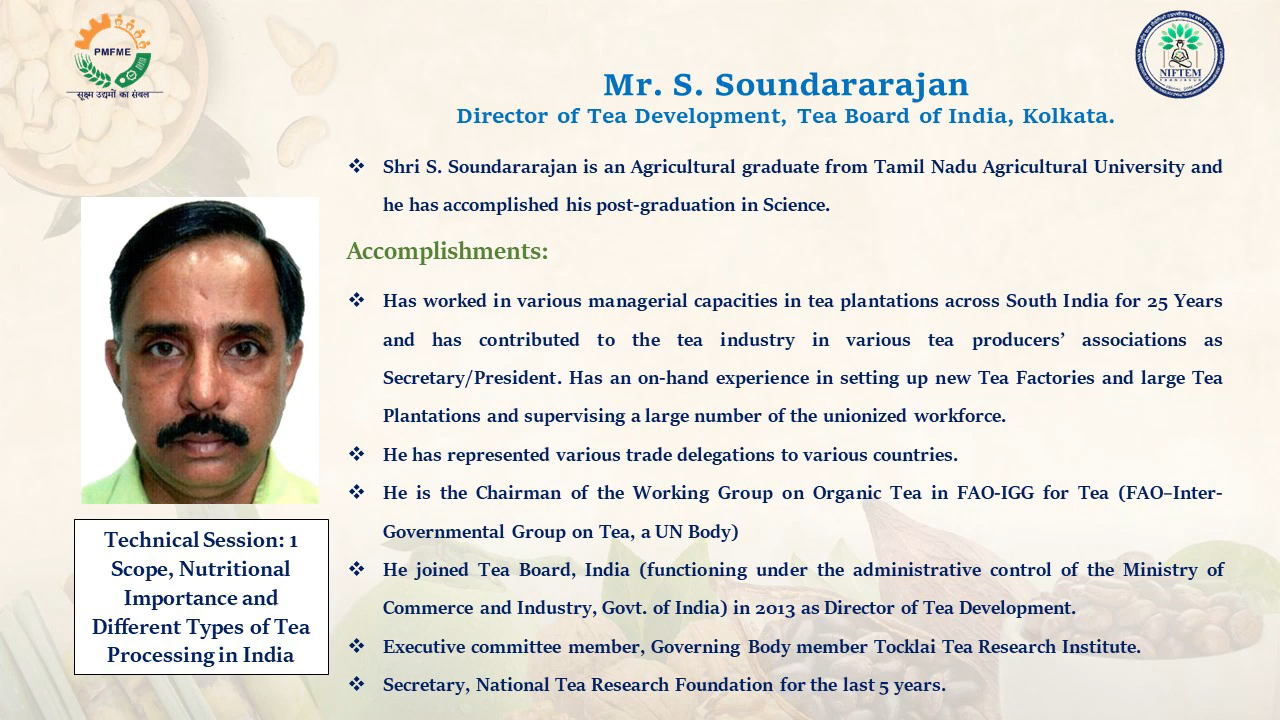 PMFME
सूक्ष्म उद्यमों का संबल
NIFTEM
Mr. S. Soundararajan
Director of Tea Development, Tea Board of India, Kolkata.
❖ Shri S. Soundararajan is an Agricultural graduate from Tamil Nadu Agricultural University and
he has accomplished his post-graduation in Science.
Accomplishments:
❖ Has worked in various managerial capacities in tea plantations across South India for 25 Years
and has contributed to the tea industry in various tea producers’ associations as
Secretary/President. Has an on-hand experience in setting up new Tea Factories and large Tea
Plantations and supervising a large number of the unionized workforce.
❖ He has represented various trade delegations to various countries.
❖ He is the Chairman of the Working Group on Organic Tea in FAO-IGG for Tea (FAO–Inter-
Governmental Group on Tea, a UN Body)
❖ He joined Tea Board, India (functioning under the administrative control of the Ministry of
Commerce and Industry, Govt. of India) in 2013 as Director of Tea Development.
❖ Executive committee member, Governing Body member Tocklai Tea Research Institute.
❖ Secretary, National Tea Research Foundation for the last 5 years.
Technical Session: 1
Scope, Nutritional
Importance and
Different Types of Tea
Processing in India